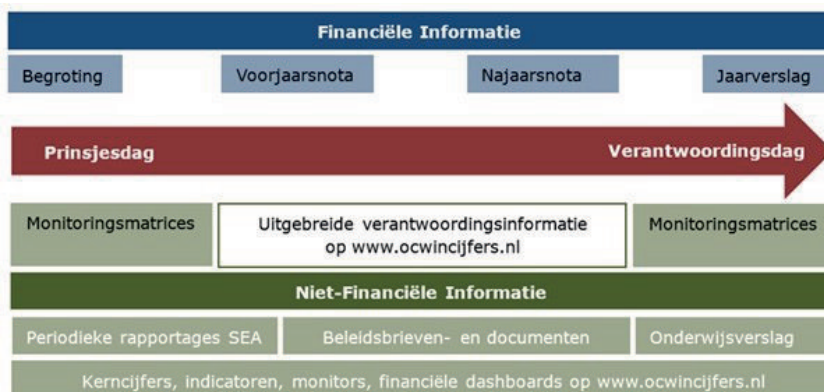 Financiële Informatie
Begroting
Voorjaarsnota
Najaarsnota
Jaarverslag
Prinsjesdag
Verantwoordingsdag
Monitoringsmatrices
Uitgebreide verantwoordingsinformatie
op www.ocwincijfers.nl
Monitoringsmatrices
Niet-Financiële Informatie
Periodieke rapportages SEA
Beleidsbrieven- en documenten
Onderwijsverslag
Kerncijfers, indicatoren, monitors, financiële dashboards op www.ocwincijfers.nl